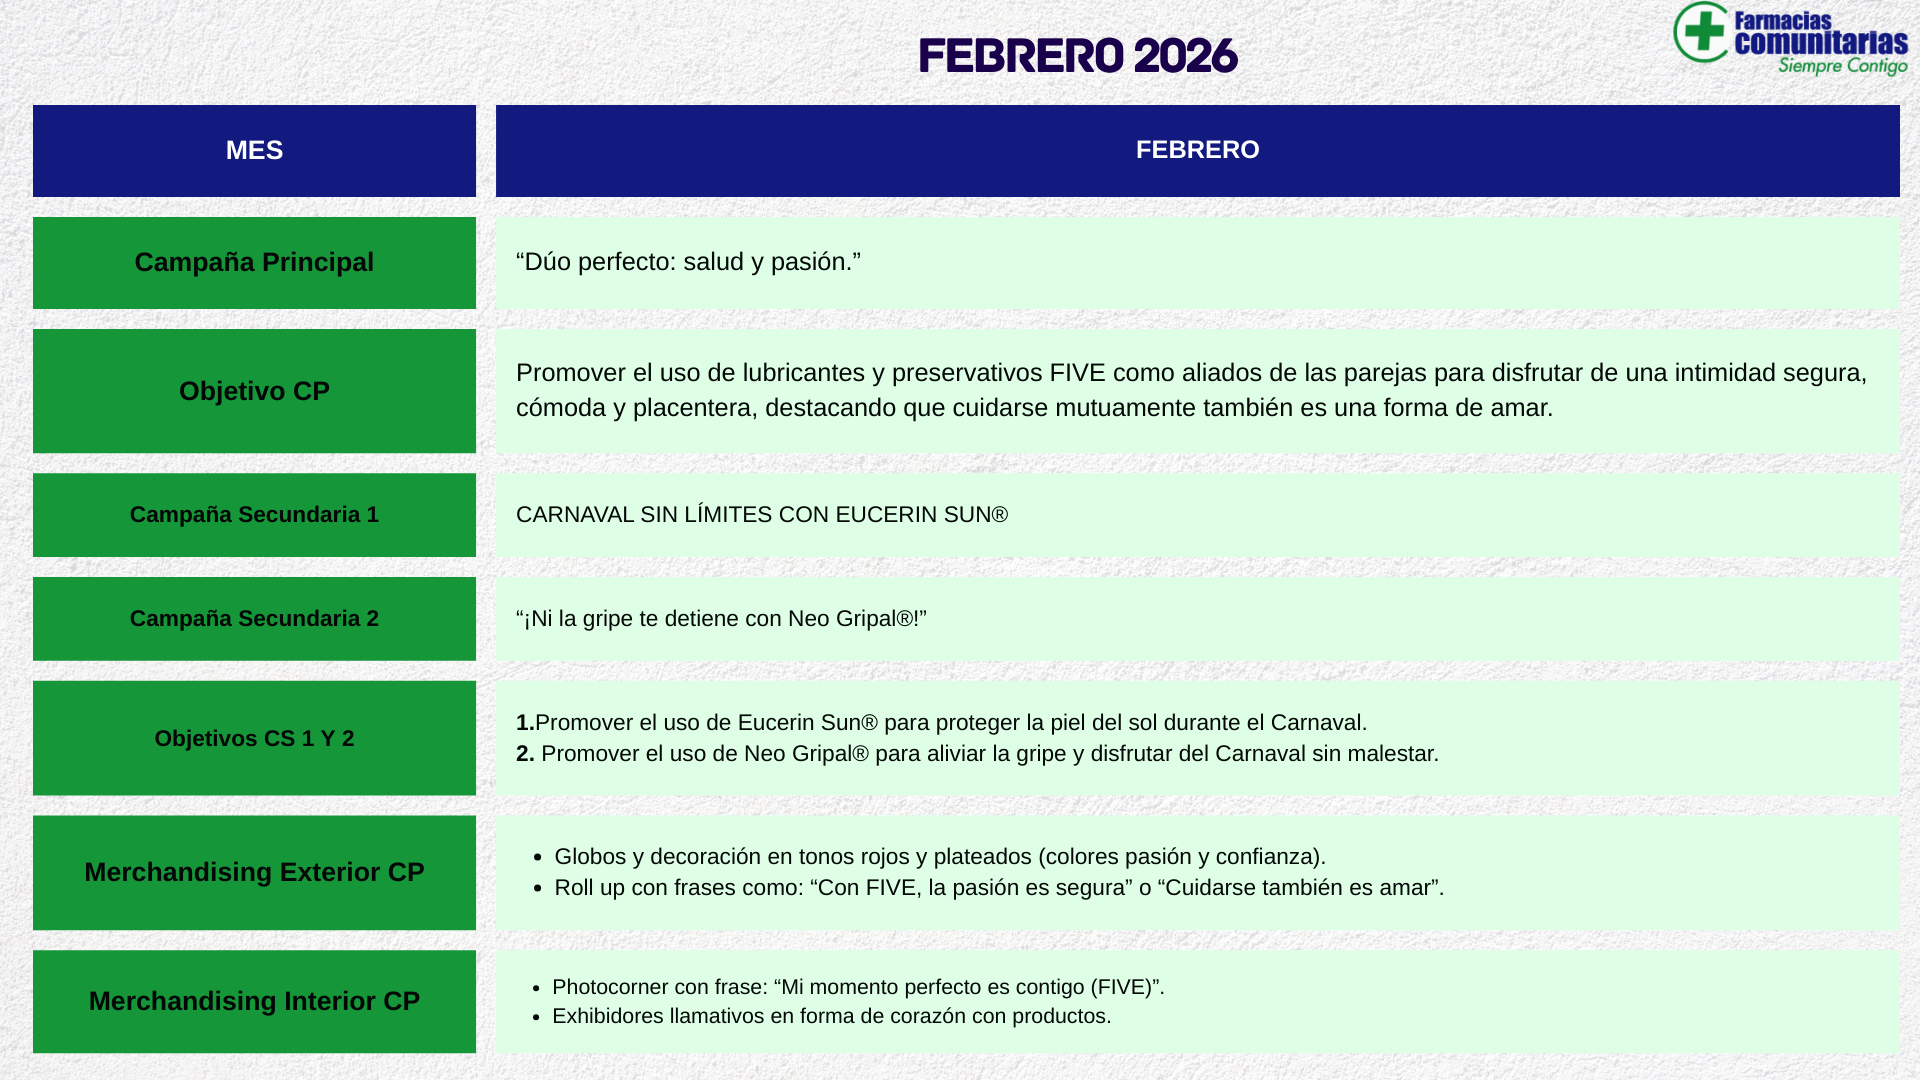 FEBRERO 2026
Farmacias
comunitarias
Siempre Contigo
MES
FEBRERO
Campaña Principal
“Dúo perfecto: salud y pasión.”
Objetivo CP
Promover el uso de lubricantes y preservativos FIVE como aliados de las parejas para disfrutar de una intimidad segura,
cómoda y placentera, destacando que cuidarse mutuamente también es una forma de amar.
Campaña Secundaria 1
CARNAVAL SIN LÍMITES CON EUCERIN SUN®
Campaña Secundaria 2
“¡Ni la gripe te detiene con Neo Gripal®!”
Objetivos CS 1 Y 2
1.Promover el uso de Eucerin Sun® para proteger la piel del sol durante el Carnaval.
2. Promover el uso de Neo Gripal® para aliviar la gripe y disfrutar del Carnaval sin malestar.
Merchandising Exterior CP
• Globos y decoración en tonos rojos y plateados (colores pasión y confianza).
• Roll up con frases como: “Con FIVE, la pasión es segura” o “Cuidarse también es amar”.
Merchandising Interior CP
• Photocorner con frase: “Mi momento perfecto es contigo (FIVE)”.
• Exhibidores llamativos en forma de corazón con productos.